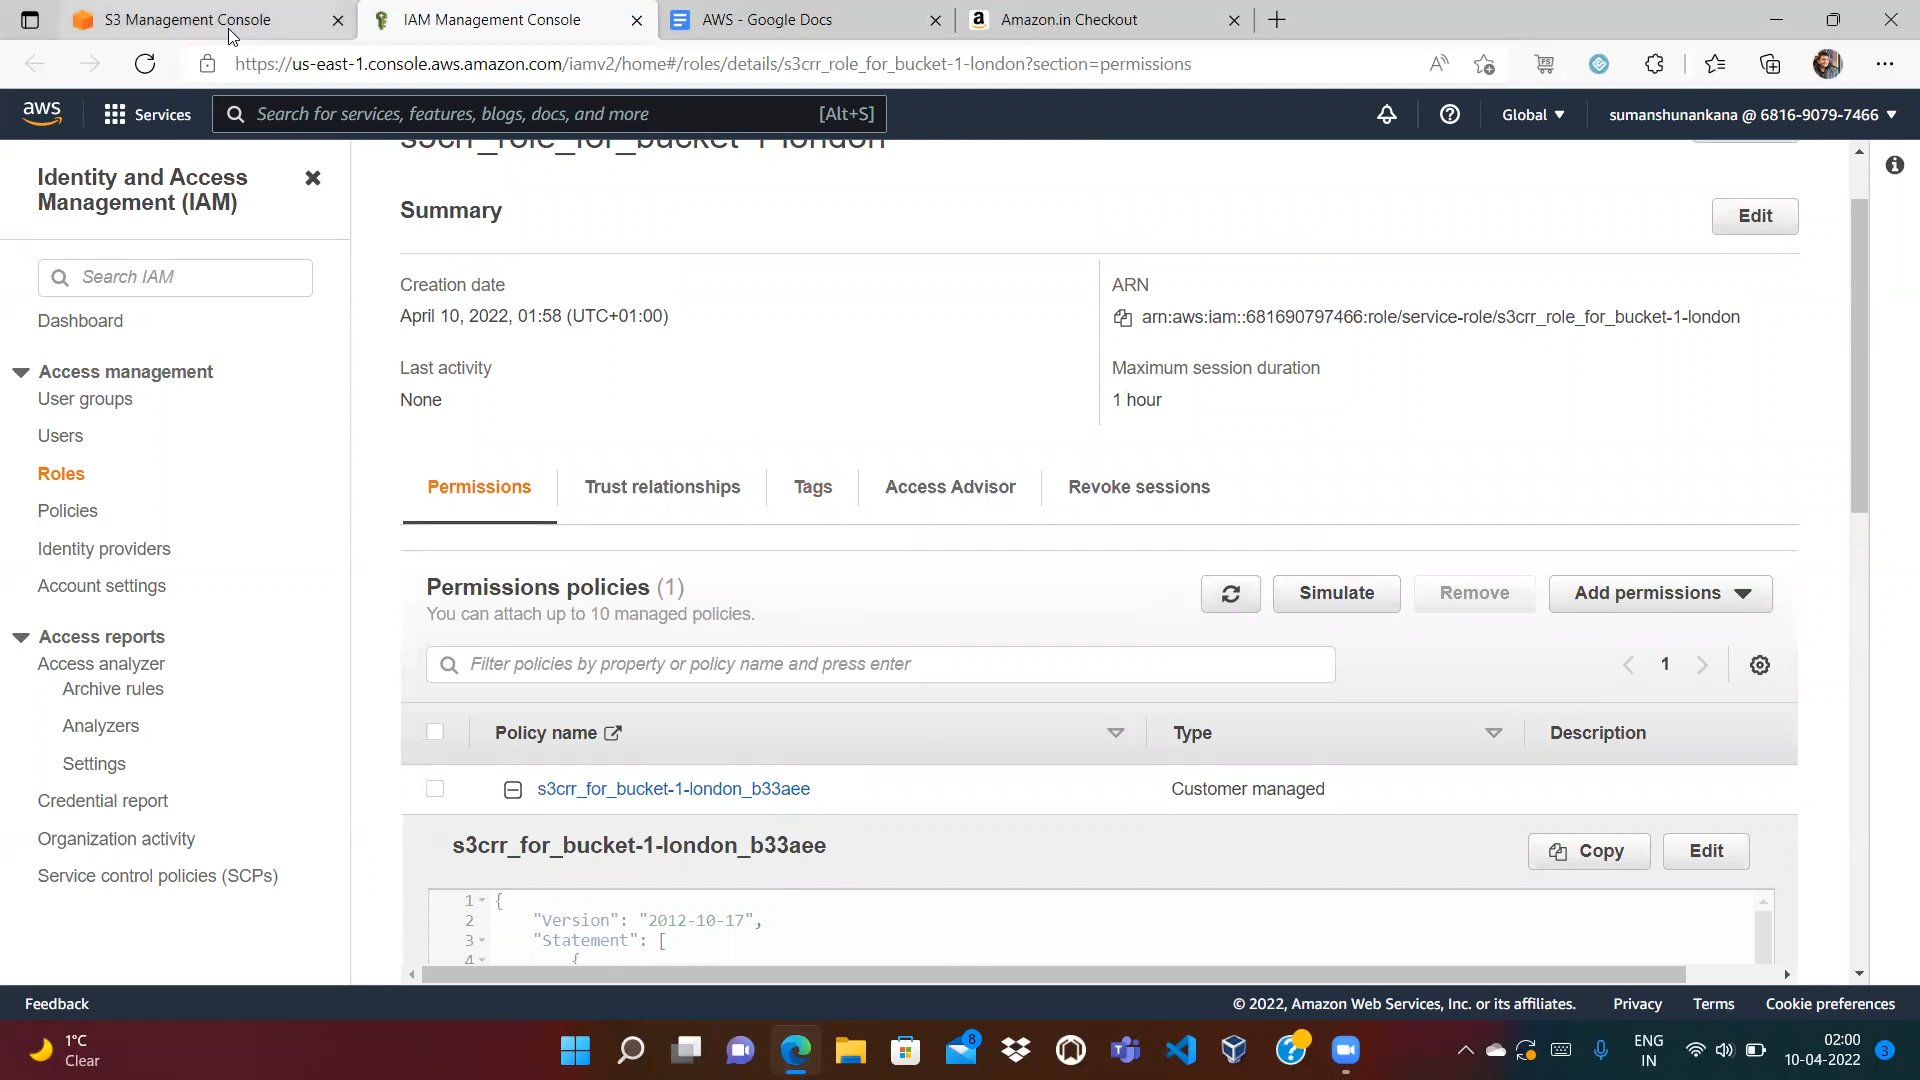 S3 Management Console
IAM Management Console
AWS - Google Docs
Amazon.in Checkout
https://us-east-1.console.aws.amazon.com/iamv2/home#/roles/details/s3crr_role_for_bucket-1-london?section=permissions
aws
Services
Search for services, features, blogs, docs, and more
[Alt+S]
Global
sumanshunankana @ 6816-9079-7466
Identity and Access
Management (IAM)
Search IAM
Dashboard
Access management
User groups
Users
Roles
Policies
Identity providers
Account settings
Access reports
Access analyzer
Archive rules
Analyzers
Settings
Credential report
Organization activity
Service control policies (SCPs)
s3crr_role_for_bucket-1-london
Summary
Edit
Creation date
April 10, 2022, 01:58 (UTC+01:00)
ARN
arn:aws:iam::681690797466:role/service-role/s3crr_role_for_bucket-1-london
Last activity
None
Maximum session duration
1 hour
Permissions
Trust relationships
Tags
Access Advisor
Revoke sessions
Permissions policies (1)
You can attach up to 10 managed policies.
Simulate
Remove
Add permissions
Filter policies by property or policy name and press enter
1
Policy name
Type
Description
s3crr_for_bucket-1-london_b33aee
Customer managed
s3crr_for_bucket-1-london_b33aee
Copy
Edit
1 {
2 "Version": "2012-10-17",
3 "Statement": [
4 {
Feedback
© 2022, Amazon Web Services, Inc. or its affiliates.
Privacy
Terms
Cookie preferences
1°C
Clear
8
ENG
IN
02:00
10-04-2022
3